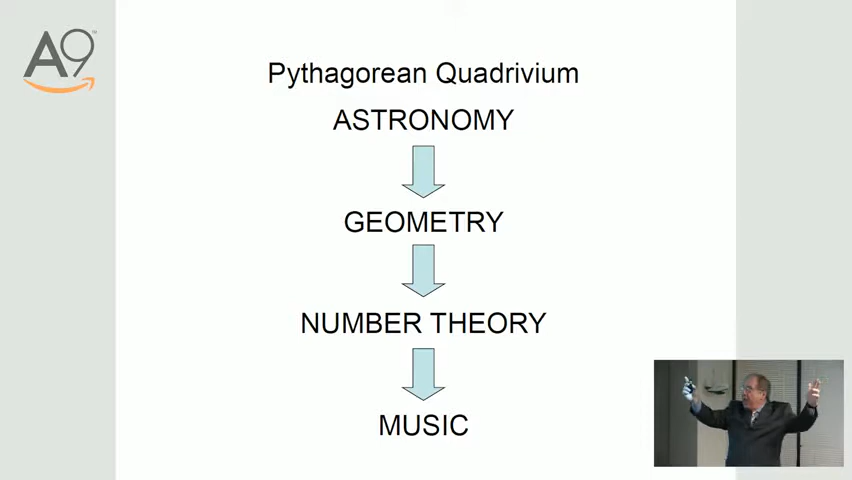 A9
Pythagorean Quadrivium
ASTRONOMY
GEOMETRY
NUMBER THEORY
MUSIC